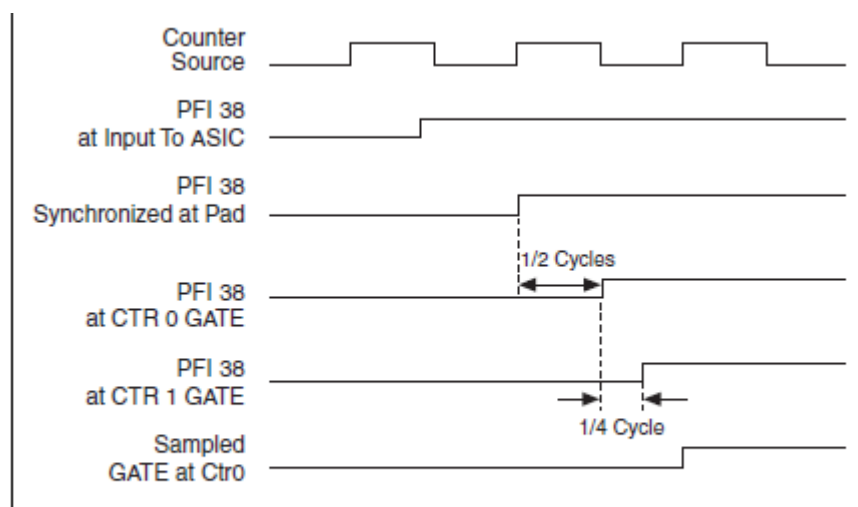 Counter
Source
PFI 38
at Input To ASIC
PFI 38
Synchronized at Pad
1/2 Cycles
PFI 38
at CTR 0 GATE
PFI 38
at CTR 1 GATE
1/4 Cycle
Sampled
GATE at Ctr0